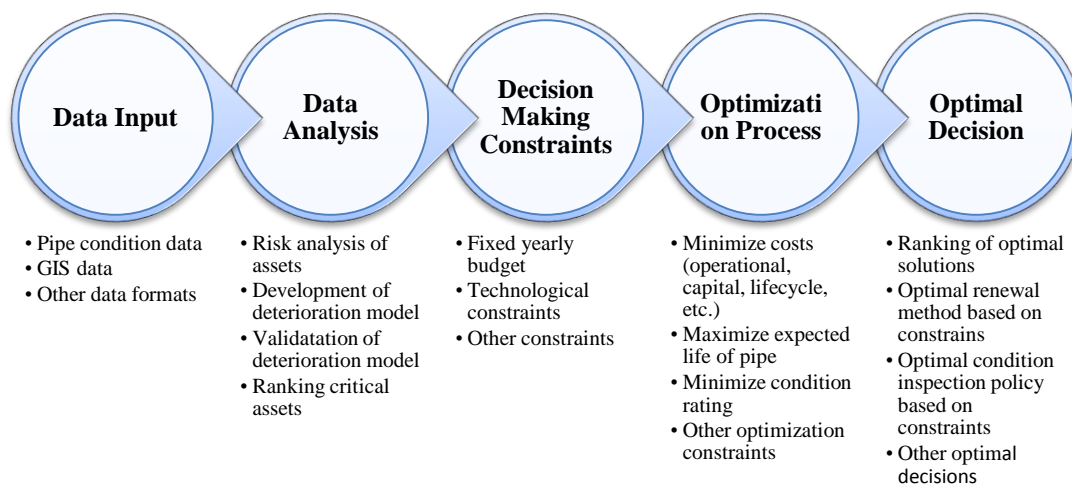 Data Input
Data
Analysis
Decision
Making
Constraints
Optimizati
on Process
Optimal
Decision
• Pipe condition data
• GIS data
• Other data formats
• Risk analysis of
assets
• Development of
deterioration model
• Validatation of
deterioration model
• Ranking critical
assets
• Fixed yearly
budget
• Technological
constraints
• Other constraints
• Minimize costs
(operational,
capital, lifecycle,
etc.)
• Maximize expected
life of pipe
• Minimize condition
rating
• Other optimization
constraints
• Ranking of optimal
solutions
• Optimal renewal
method based on
constrains
• Optimal condition
inspection policy
based on
constraints
• Other optimal
decisions